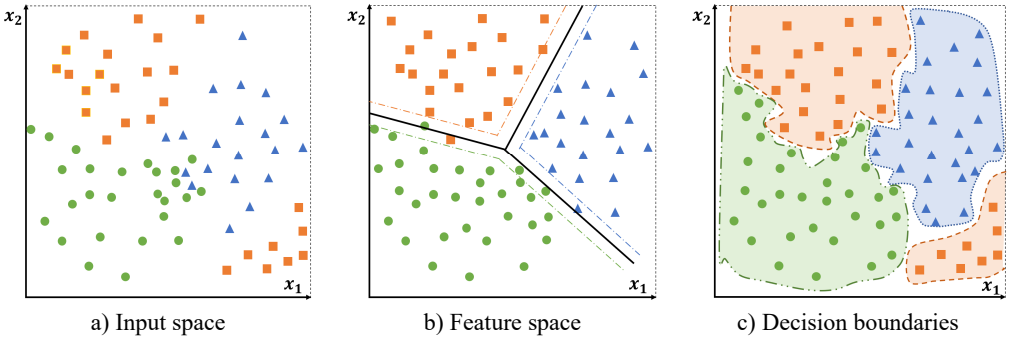 x₂
x₁
a) Input space
x₂
x₁
b) Feature space
x₂
x₁
c) Decision boundaries